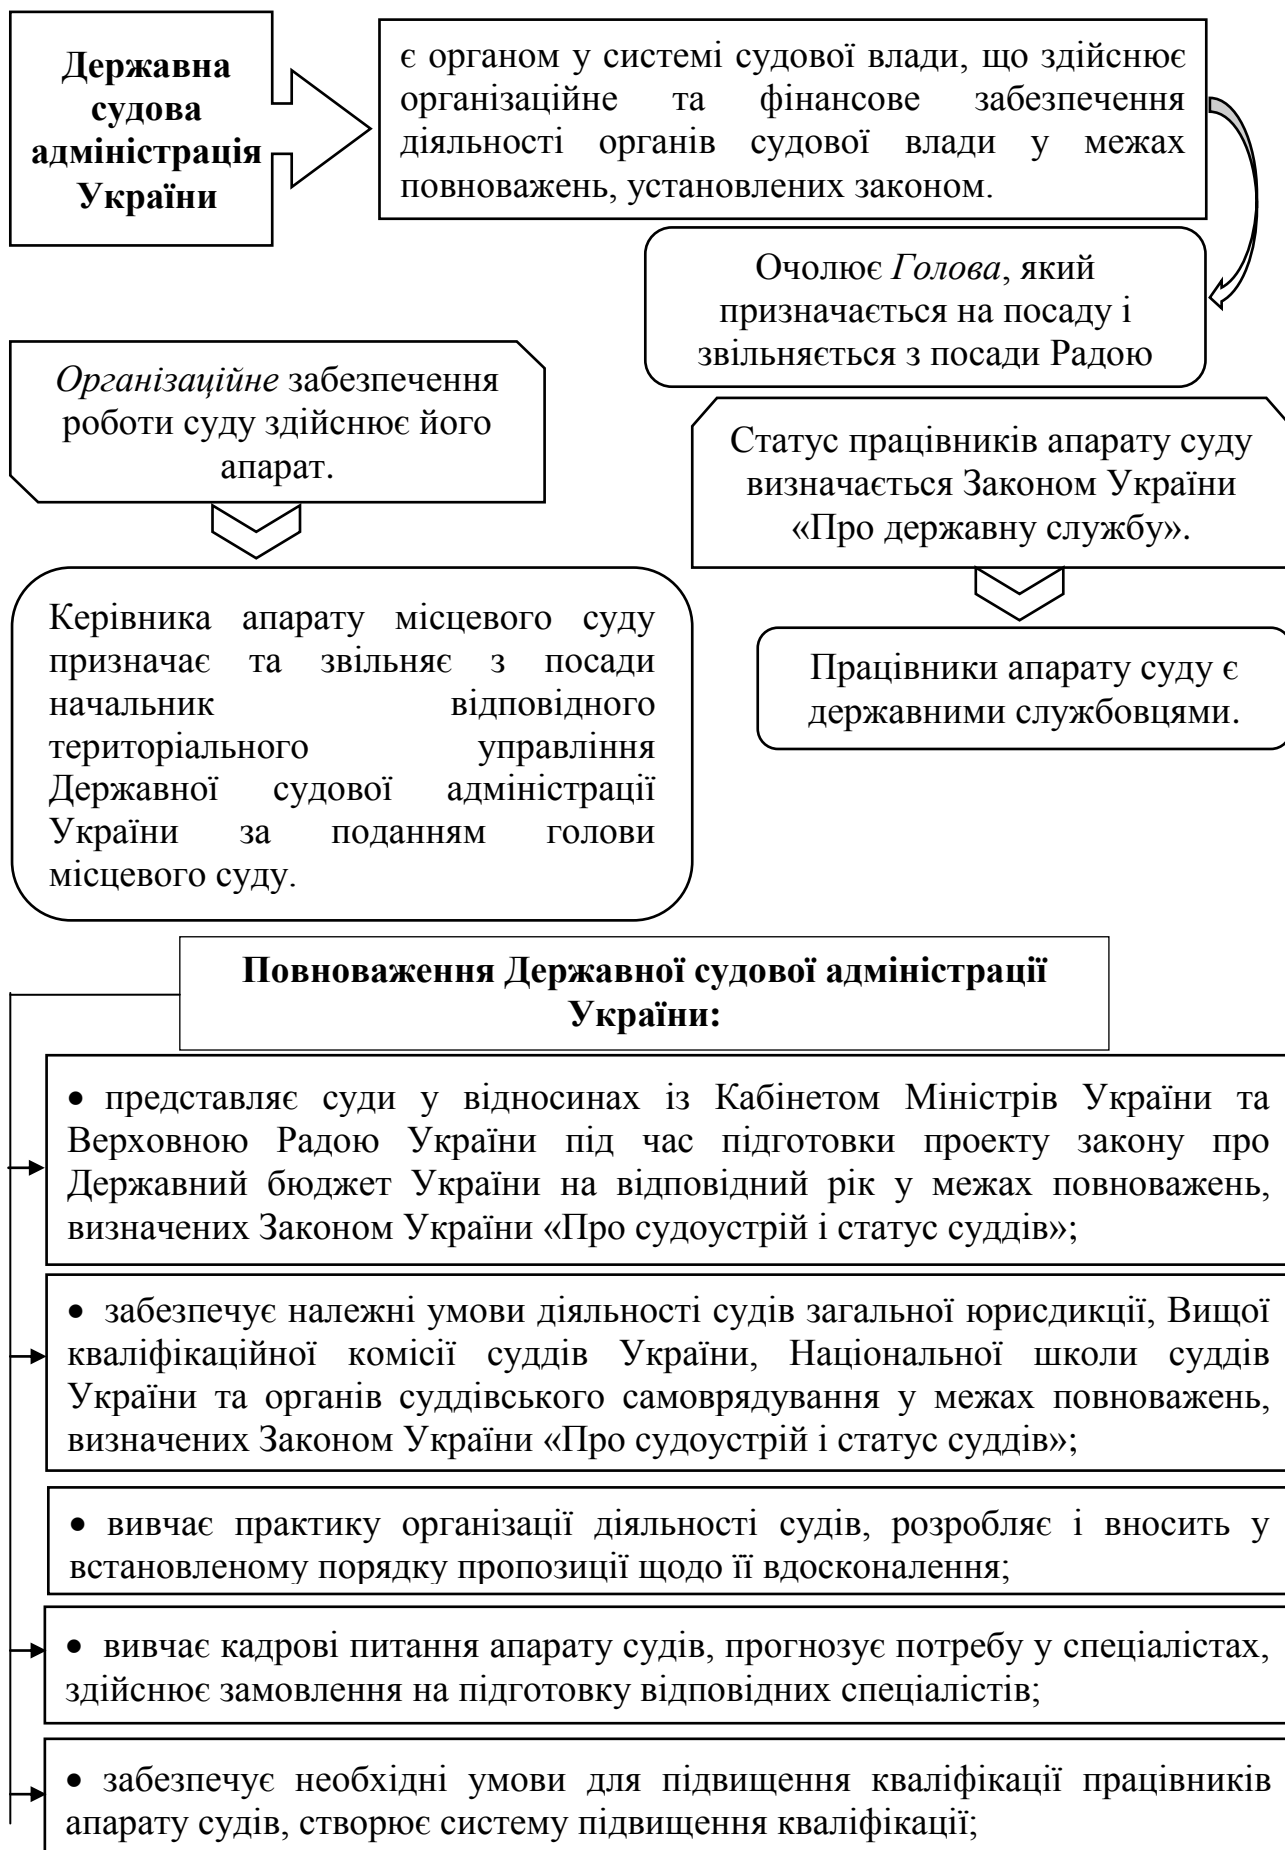 Державна
судова
адміністрація
України
є органом у системі судової влади, що здійснює
організаційне та фінансове забезпечення
діяльності органів судової влади у межах
повноважень, установлених законом.
Очолює Голова, який
призначається на посаду і
звільняється з посади Радою
Організаційне забезпечення
роботи суду здійснює його
апарат.
Статус працівників апарату суду
визначається Законом України
«Про державну службу».
Керівника апарату місцевого суду
призначає та звільняє з посади
начальник відповідного
територіального управління
Державної судової адміністрації
України за поданням голови
місцевого суду.
Працівники апарату суду є
державними службовцями.
Повноваження Державної судової адміністрації
України:
• представляє суди у відносинах із Кабінетом Міністрів України та
Верховною Радою України під час підготовки проекту закону про
Державний бюджет України на відповідний рік у межах повноважень,
визначених Законом України «Про судоустрій і статус суддів»;
• забезпечує належні умови діяльності судів загальної юрисдикції, Вищої
кваліфікаційної комісії суддів України, Національної школи суддів
України та органів суддівського самоврядування у межах повноважень,
визначених Законом України «Про судоустрій і статус суддів»;
• вивчає практику організації діяльності судів, розробляє і вносить у
встановленому порядку пропозиції щодо її вдосконалення;
• вивчає кадрові питання апарату судів, прогнозує потребу у спеціалістах,
здійснює замовлення на підготовку відповідних спеціалістів;
• забезпечує необхідні умови для підвищення кваліфікації працівників
апарату судів, створює систему підвищення кваліфікації;